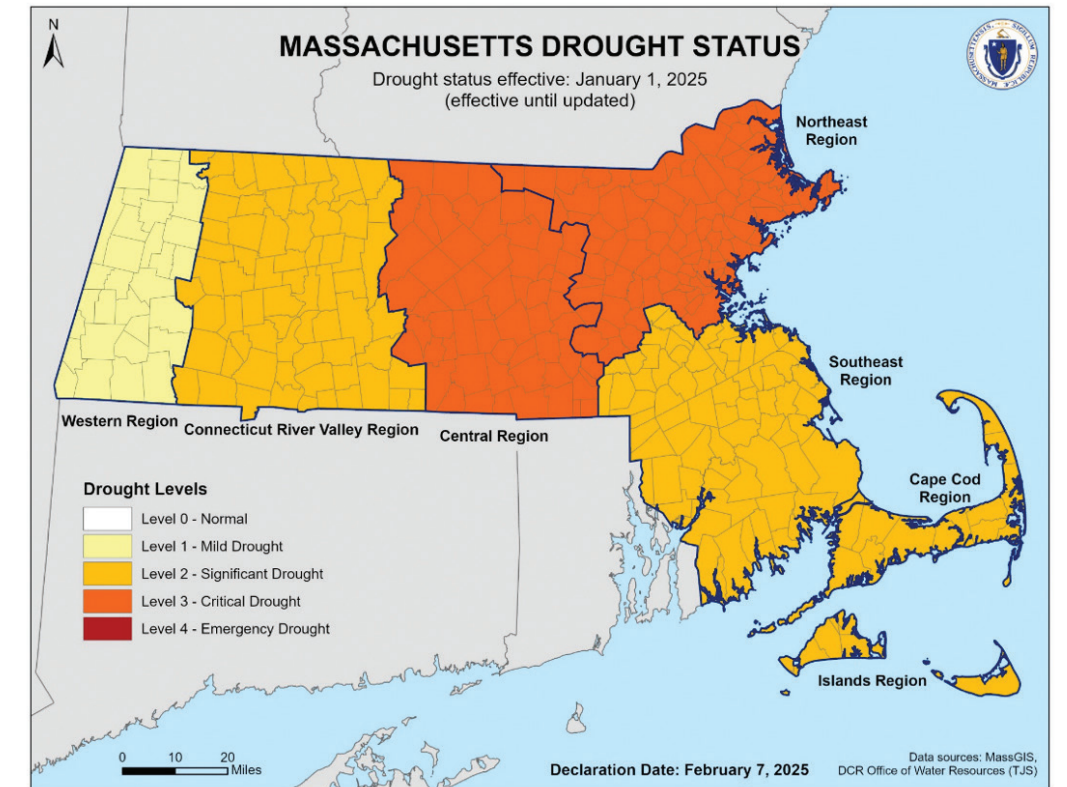 N
MASSACHUSETTS DROUGHT STATUS
Drought status effective: January 1, 2025
(effective until updated)
Northeast
Region
Southeast
Region
Western Region
Connecticut River Valley Region
Central Region
Cape Cod
Region
Drought Levels
Level 0 - Normal
Level 1 - Mild Drought
Level 2 - Significant Drought
Level 3 - Critical Drought
Level 4 - Emergency Drought
Islands Region
0 10 20
Miles
Declaration Date: February 7, 2025
Data sources: MassGIS,
DCR Office of Water Resources (TJS)